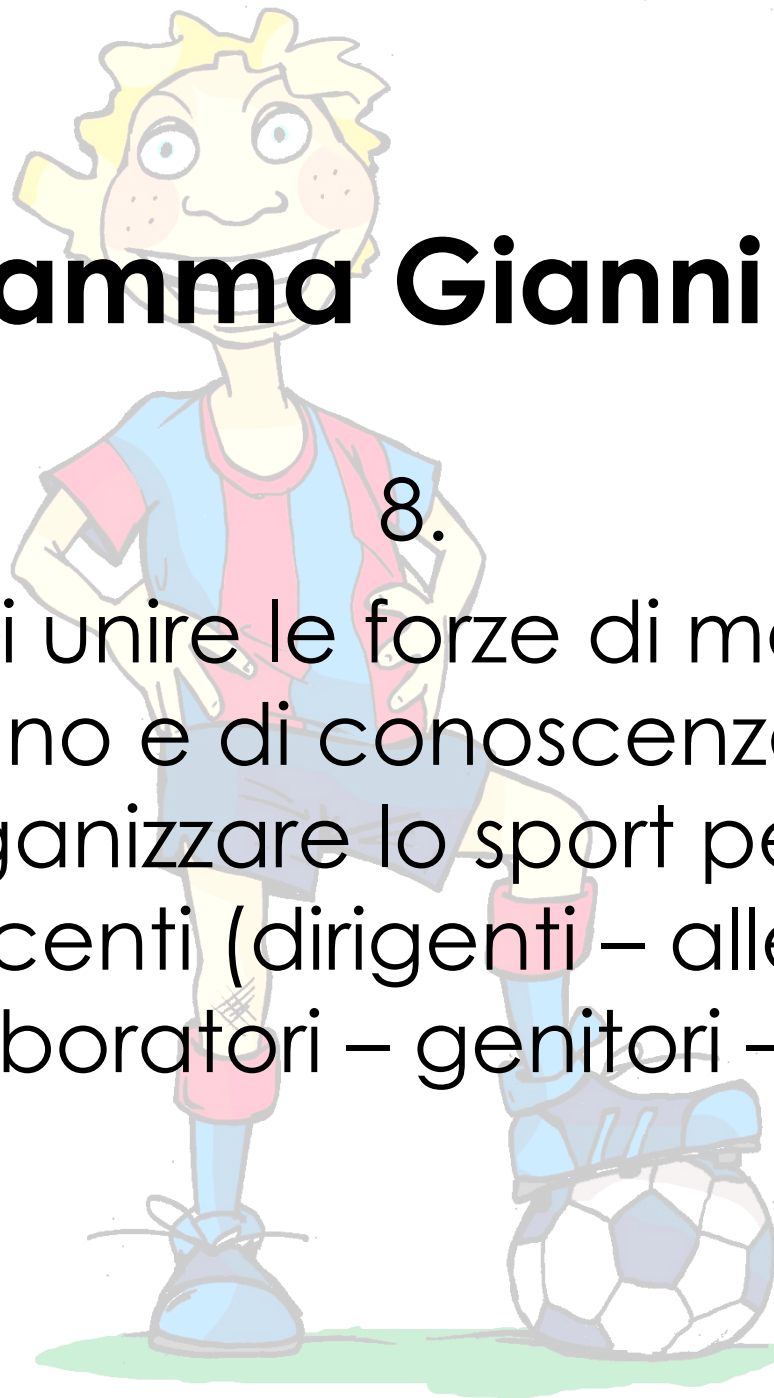 amma Gianni
8.
i unire le forze di m
no e di conoscenz
ganizzare lo sport pe
centi (dirigenti – all
boratori – genitori –